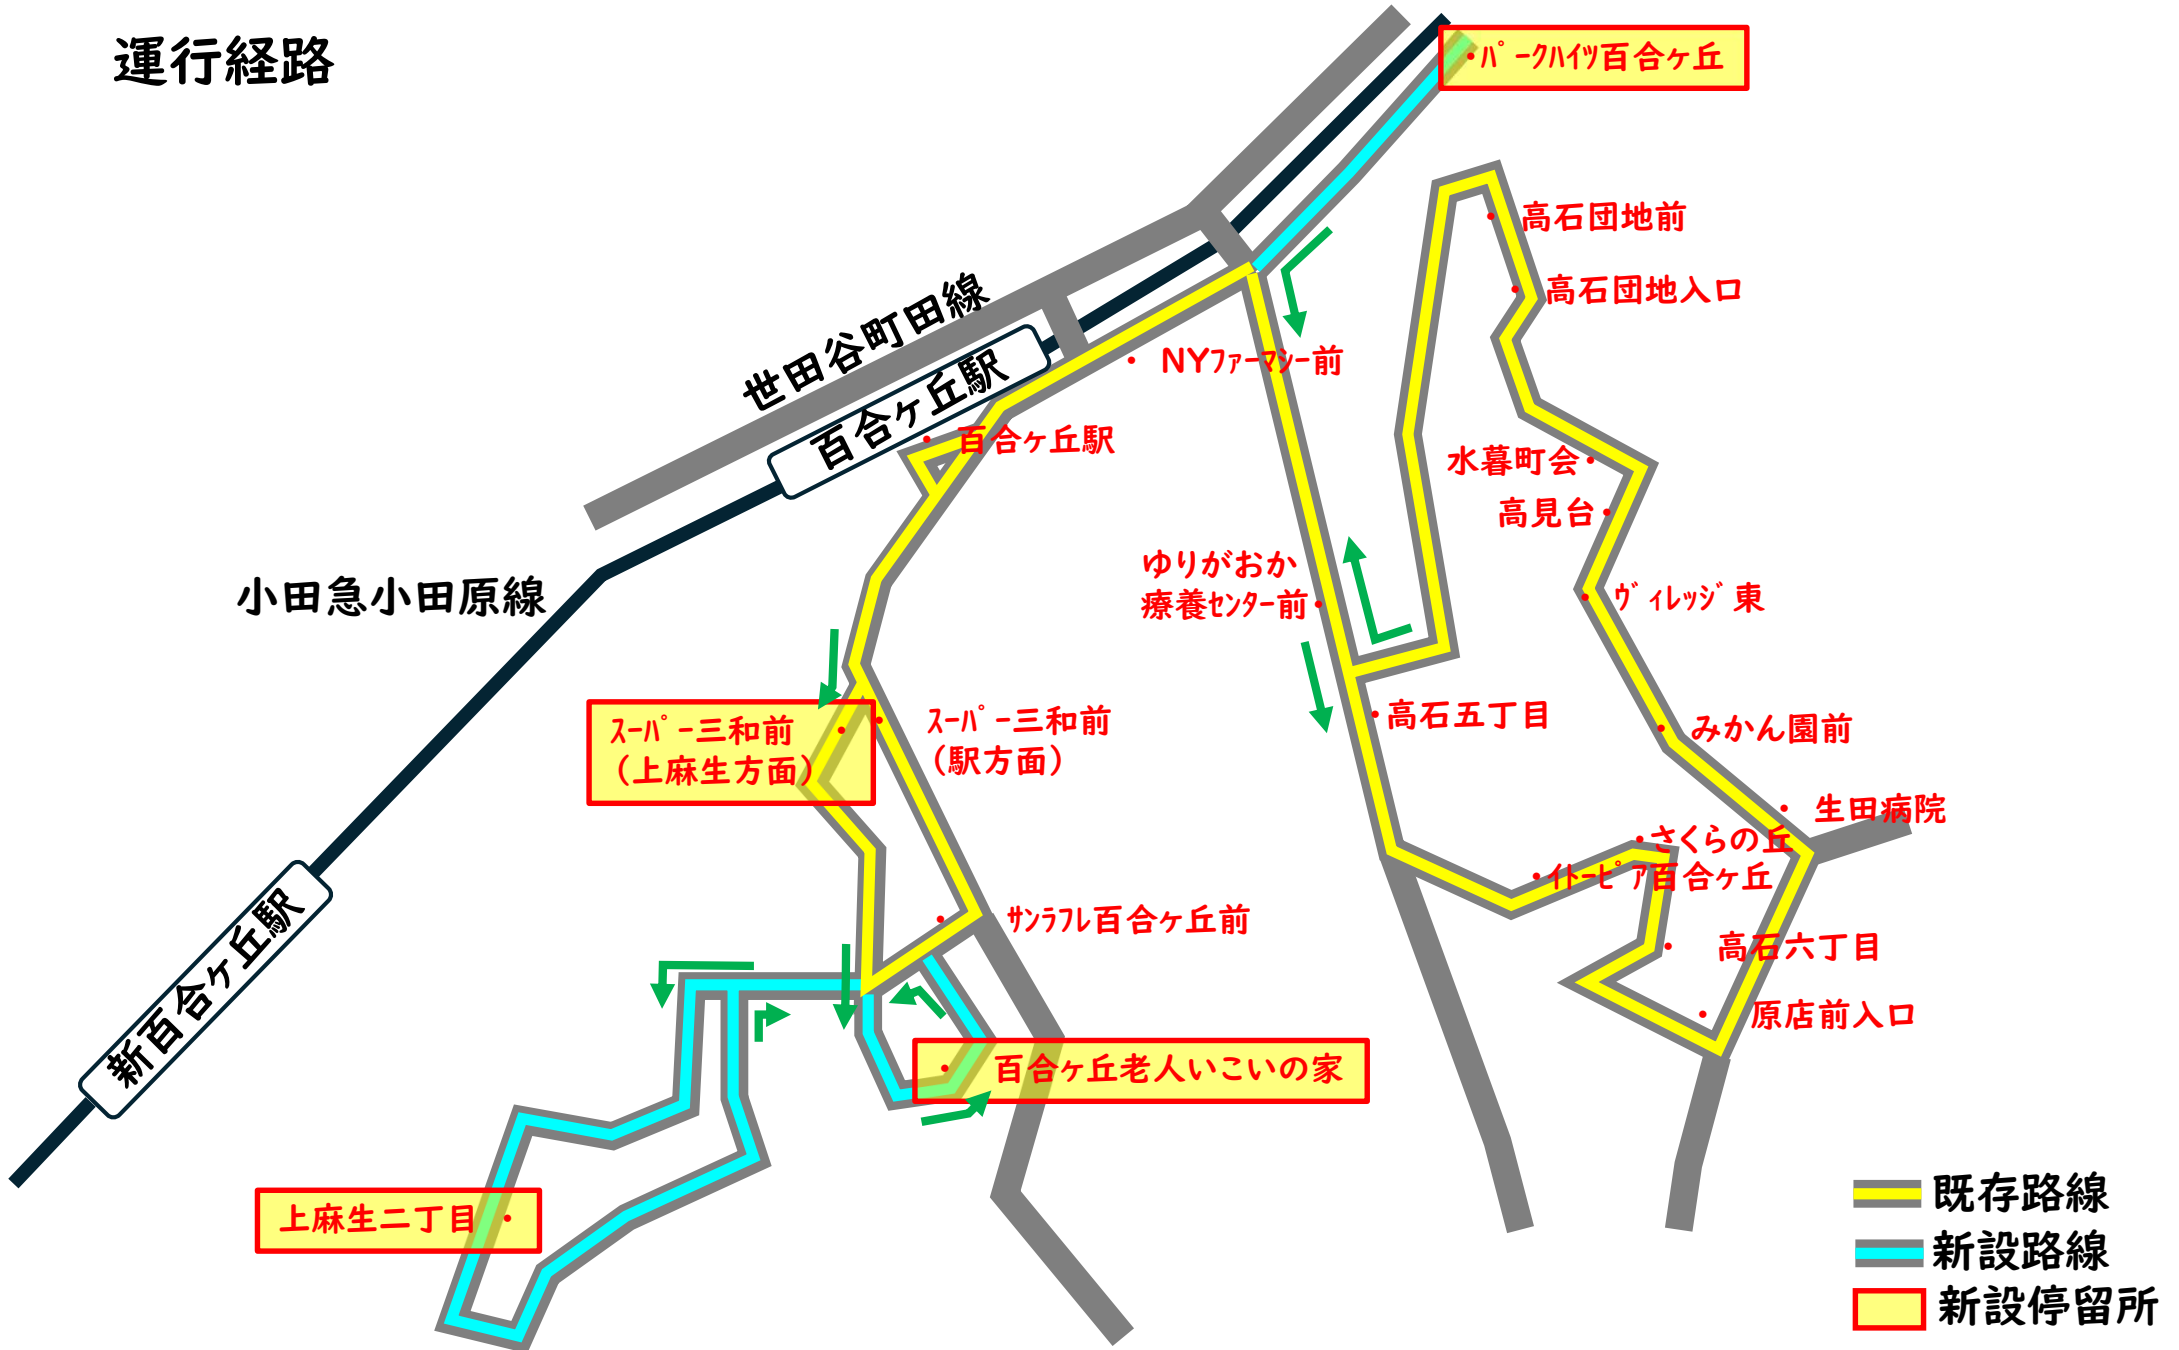 運行経路
ﾊﾟｰｸﾊｲﾂ百合ヶ丘
高石団地前
高石団地入口
世田谷町田線
百合ヶ丘駅
NYﾌｧｰﾏｼｰ前
百合ヶ丘駅
水暮町会
高見台
小田急小田原線
ゆりがおか
療養ｾﾝﾀｰ前
ｳﾞｨﾚｯｼﾞ東
ｽｰﾊﾟｰ三和前
（上麻生方面）
ｽｰﾊﾟｰ三和前
（駅方面）
高石五丁目
みかん園前
生田病院
さくらの丘
ｲﾄｰﾋﾟｱ百合ヶ丘
新百合ヶ丘駅
ｻﾝﾗﾌﾚ百合ヶ丘前
高石六丁目
原店前入口
百合ヶ丘老人いこいの家
上麻生二丁目
既存路線
新設路線
新設停留所